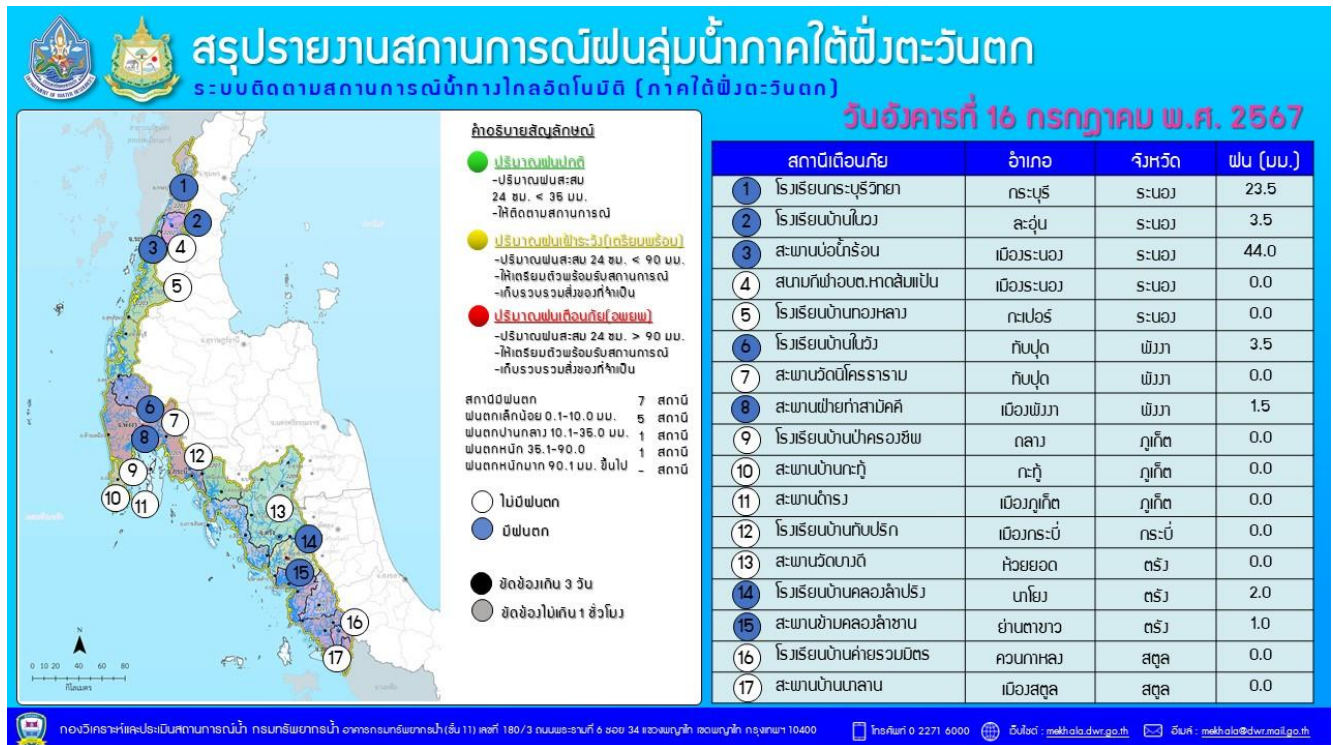 สรุปรายงานสถานการณ์ฝนลุ่มน้ำภาคใต้ฝั่งตะวันตก
ระบบติดตามสถานการณ์น้ำทางไกลอัตโนมัติ (ภาคใต้ฝั่งตะวันตก)
วันอังคารที่ 16 กรกฎาคม พ.ศ. 2567
คำอธิบายสัญลักษณ์
ปริมาณฝนปกติ
-ปริมาณฝนสะสม
24 ชม. < 35 มม.
-ให้ติดตามสถานการณ์
ปริมาณฝนเฝ้าระวัง(เตรียมพร้อม)
-ปริมาณฝนสะสม 24 ชม. < 90 มม.
-ให้เตรียมตัวพร้อมรับสถานการณ์
-เก็บรวบรวมสิ่งของที่จำเป็น
ปริมาณฝนเตือนภัย(อพยพ)
-ปริมาณฝนสะสม 24 ชม. > 90 มม.
-ให้เตรียมตัวพร้อมรับสถานการณ์
-เก็บรวบรวมสิ่งของที่จำเป็น
สถานีมีฝนตก 7 สถานี
ฝนตกเล็กน้อย 0.1-10.0 มม. 5 สถานี
ฝนตกปานกลาง 10.1-35.0 มม. 1 สถานี
ฝนตกหนัก 35.1-90.0 1 สถานี
ฝนตกหนักมาก 90.1 มม. ขึ้นไป - สถานี
ไม่มีฝนตก
มีฝนตก
ขัดข้องเกิน 3 วัน
ขัดข้องไม่เกิน 1 ชั่วโมง
1
2
3 4
5
6
7
8
12
9
10 11
13
14
15
16
17
N
0 10 20 40 60 80
กิโลเมตร
สถานีเตือนภัย อำเภอ จังหวัด ฝน (มม.)
1 โรงเรียนกระบุรีวิทยา กระบุรี ระนอง 23.5
2 โรงเรียนบ้านในวง ละอุ่น ระนอง 3.5
3 สะพานบ่อน้ำร้อน เมืองระนอง ระนอง 44.0
4 สนามกีฬาอบต.หาดส้มแป้น เมืองระนอง ระนอง 0.0
5 โรงเรียนบ้านทองหลาง กะเปอร์ ระนอง 0.0
6 โรงเรียนบ้านในวัง ทับปุด พังงา 3.5
7 สะพานวัดนิโครธาราม ทับปุด พังงา 0.0
8 สะพานฝ่ายท่าสามัคคี เมืองพังงา พังงา 1.5
9 โรงเรียนบ้านป่าครองชีพ ถลาง ภูเก็ต 0.0
10 สะพานบ้านกะทู้ กะทู้ ภูเก็ต 0.0
11 สะพานดำรง เมืองภูเก็ต ภูเก็ต 0.0
12 โรงเรียนบ้านทับปริก เมืองกระบี่ กระบี่ 0.0
13 สะพานวัดบางดี ห้วยยอด ตรัง 0.0
14 โรงเรียนบ้านคลองลำปริง นาโยง ตรัง 2.0
15 สะพานข้ามคลองลำชาน ย่านตาขาว ตรัง 1.0
16 โรงเรียนบ้านค่ายรวมมิตร ควนกาหลง สตูล 0.0
17 สะพานบ้านนาลาน เมืองสตูล สตูล 0.0
กองวิเคราะห์และประเมินสถานการณ์น้ำ กรมทรัพยากรน้ำ อาคารกรมทรัพยากรน้ำ (ชั้น 11) เลขที่ 180/3 ถนนพระรามที่ 6 ซอย 34 แขวงพญาไท เขตพญาไท กรุงเทพฯ 10400 โทรศัพท์ 0 2271 6000 เว็บไซต์ : mekhala.dwr.go.th อีเมล์ : mekhala@dwr.mail.go.th